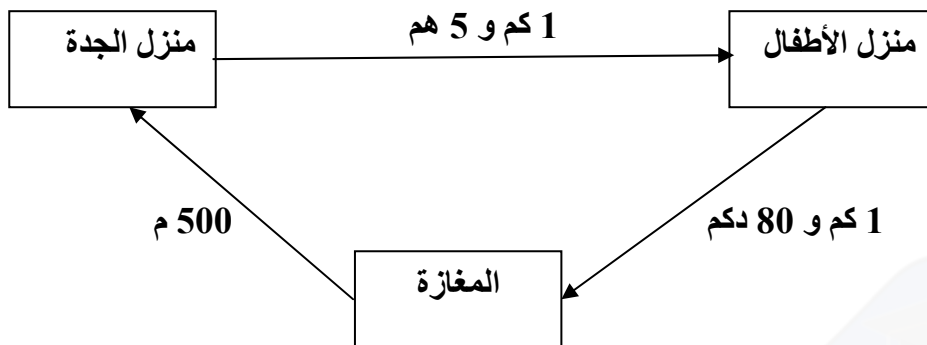 منزل الأطفال
1 كم و 5 هم
منزل الجدة
1 كم و 80 دكم
500 م
المغازة